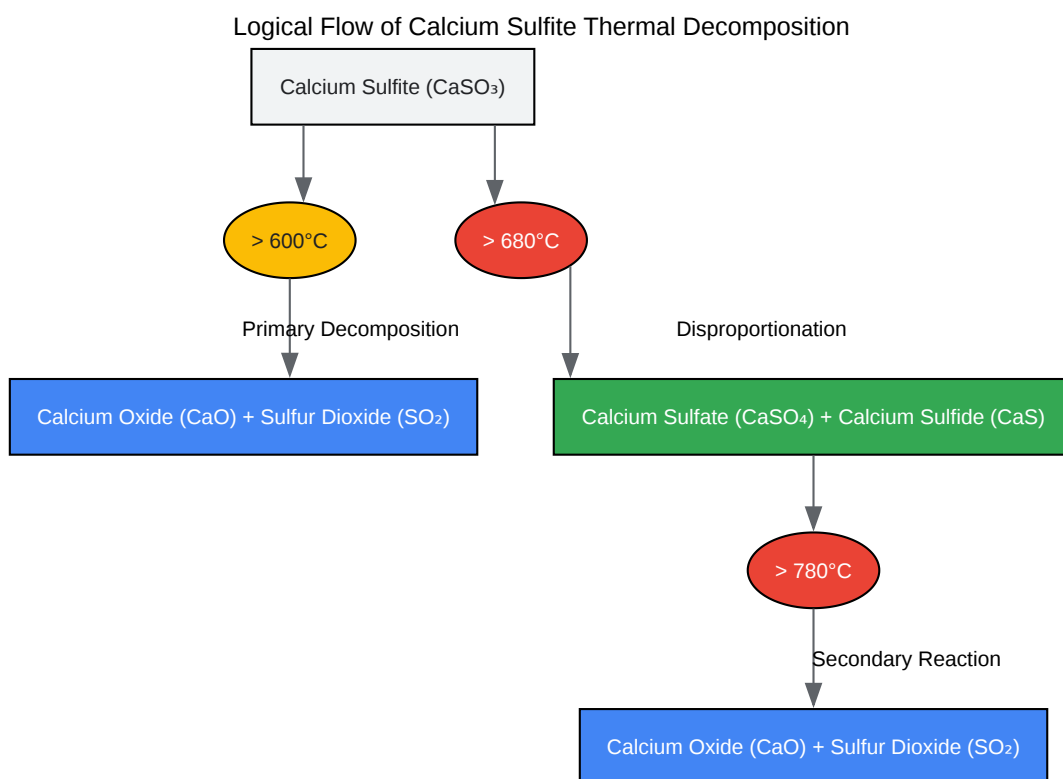 Logical Flow of Calcium Sulfite Thermal Decomposition
Calcium Sulfite (CaSO₃)
> 600°C
> 680°C
Primary Decomposition
Disproportionation
Calcium Oxide (CaO) + Sulfur Dioxide (SO₂)
Calcium Sulfate (CaSO₄) + Calcium Sulfide (CaS)
> 780°C
Secondary Reaction
Calcium Oxide (CaO) + Sulfur Dioxide (SO₂)